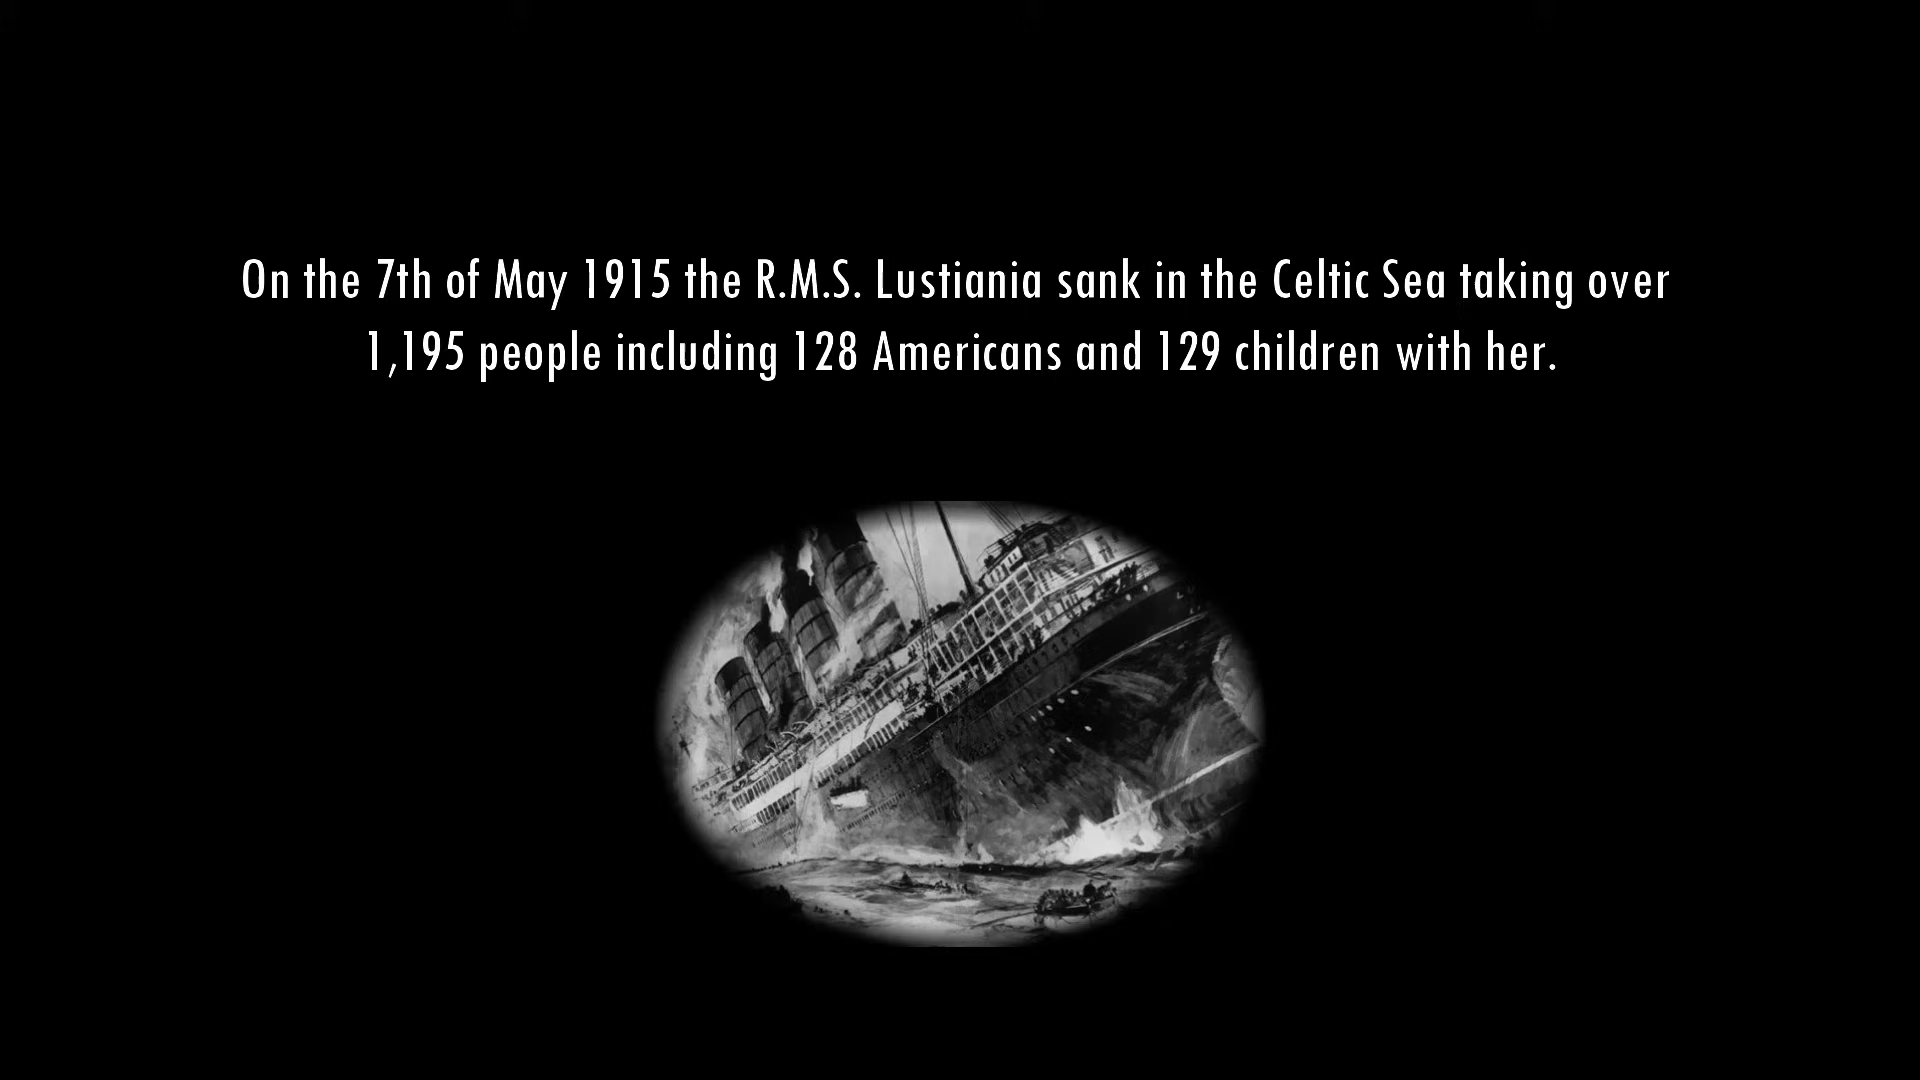 On the 7th of May 1915 the R.M.S. Lustiania sank in the Celtic Sea taking over
1,195 people including 128 Americans and 129 children with her.